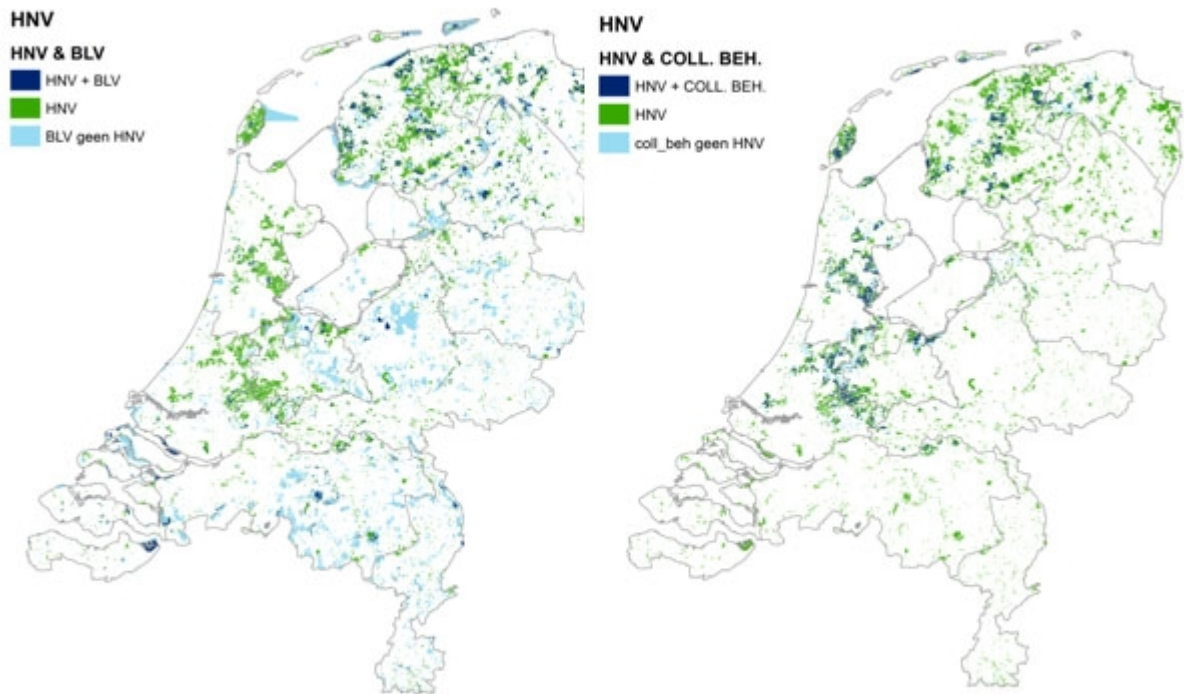 HNV
HNV & BLV
HNV + BLV
HNV
BLV geen HNV
HNV
HNV & COLL. BEH.
HNV + COLL. BEH.
HNV
coll_beh geen HNV